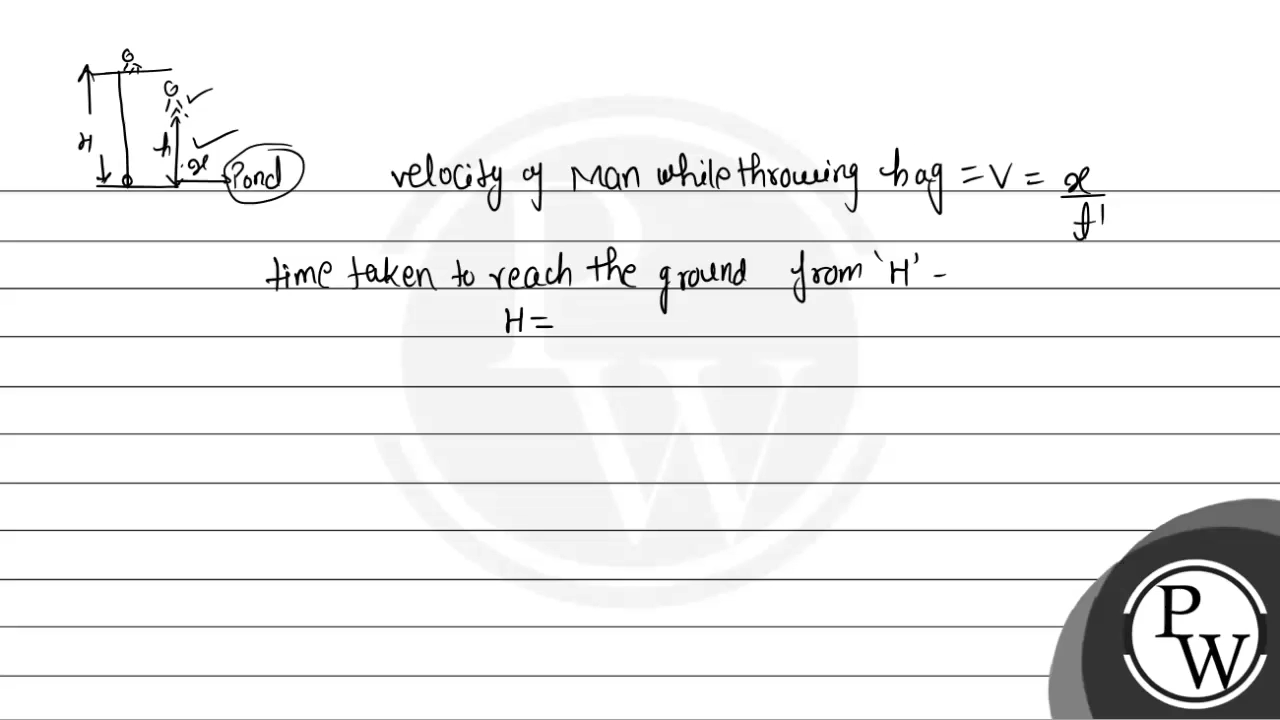 H
h
x
Pond
velocity of Man while throwing bag = V = x/t'
time taken to reach the ground from 'H' -
H =
P
W
PW